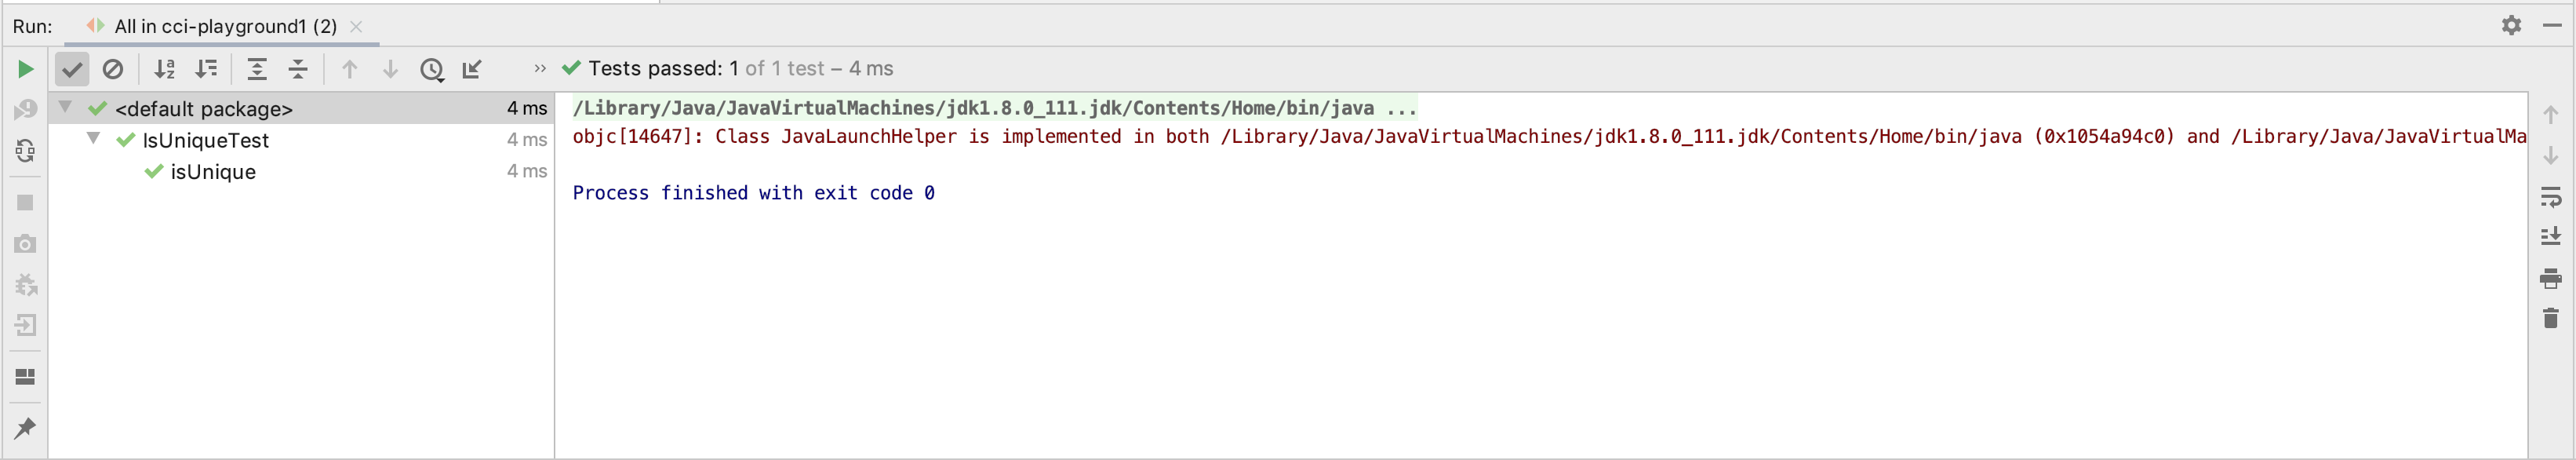 Run: All in cci-playground1 (2)
>> Tests passed: 1 of 1 test – 4 ms
<default package> 4 ms
IsUniqueTest 4 ms
isUnique 4 ms
/Library/Java/JavaVirtualMachines/jdk1.8.0_111.jdk/Contents/Home/bin/java ...
objc[14647]: Class JavaLaunchHelper is implemented in both /Library/Java/JavaVirtualMachines/jdk1.8.0_111.jdk/Contents/Home/bin/java (0x1054a94c0) and /Library/Java/JavaVirtualMa
Process finished with exit code 0